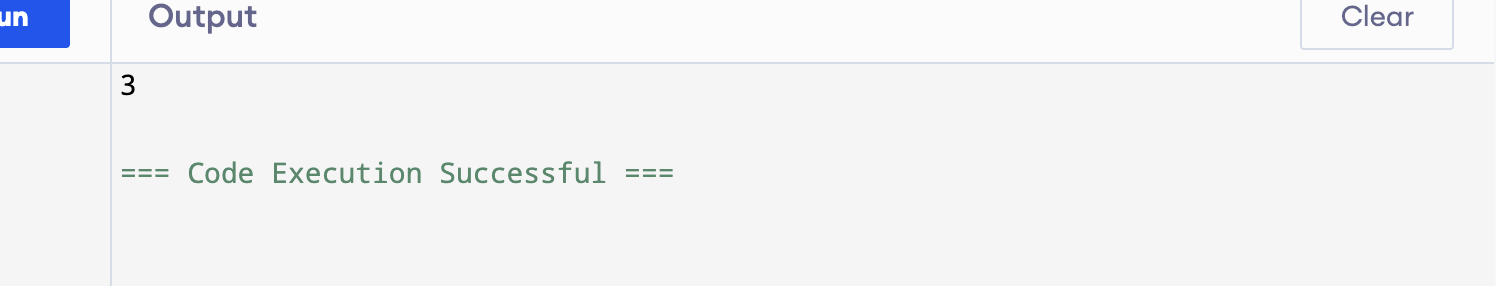 un
Output
Clear
3
=== Code Execution Successful ===